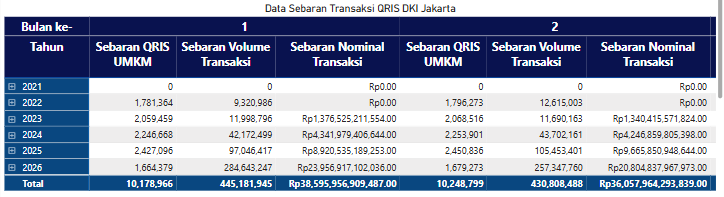 Data Sebaran Transaksi QRIS DKI Jakarta
Bulan ke- 1 2
Tahun Sebaran QRIS UMKM Sebaran Volume Transaksi Sebaran Nominal Transaksi Sebaran QRIS UMKM Sebaran Volume Transaksi Sebaran Nominal Transaksi
2021 0 0 Rp0.00 0 0 Rp0.00
2022 1,781,364 9,320,986 Rp0.00 1,796,273 12,615,003 Rp0.00
2023 2,059,459 11,998,796 Rp1,376,525,211,554.00 2,068,516 11,690,163 Rp1,340,415,571,824.00
2024 2,246,668 42,172,499 Rp4,341,979,406,644.00 2,253,901 43,702,161 Rp4,246,859,805,398.00
2025 2,427,096 97,046,417 Rp8,920,535,189,253.00 2,450,836 105,453,401 Rp9,665,850,948,644.00
2026 1,664,379 284,643,247 Rp23,956,917,102,036.00 1,679,273 257,347,760 Rp20,804,837,967,973.00
Total 10,178,966 445,181,945 Rp38,595,956,909,487.00 10,248,799 430,808,488 Rp36,057,964,293,839.00